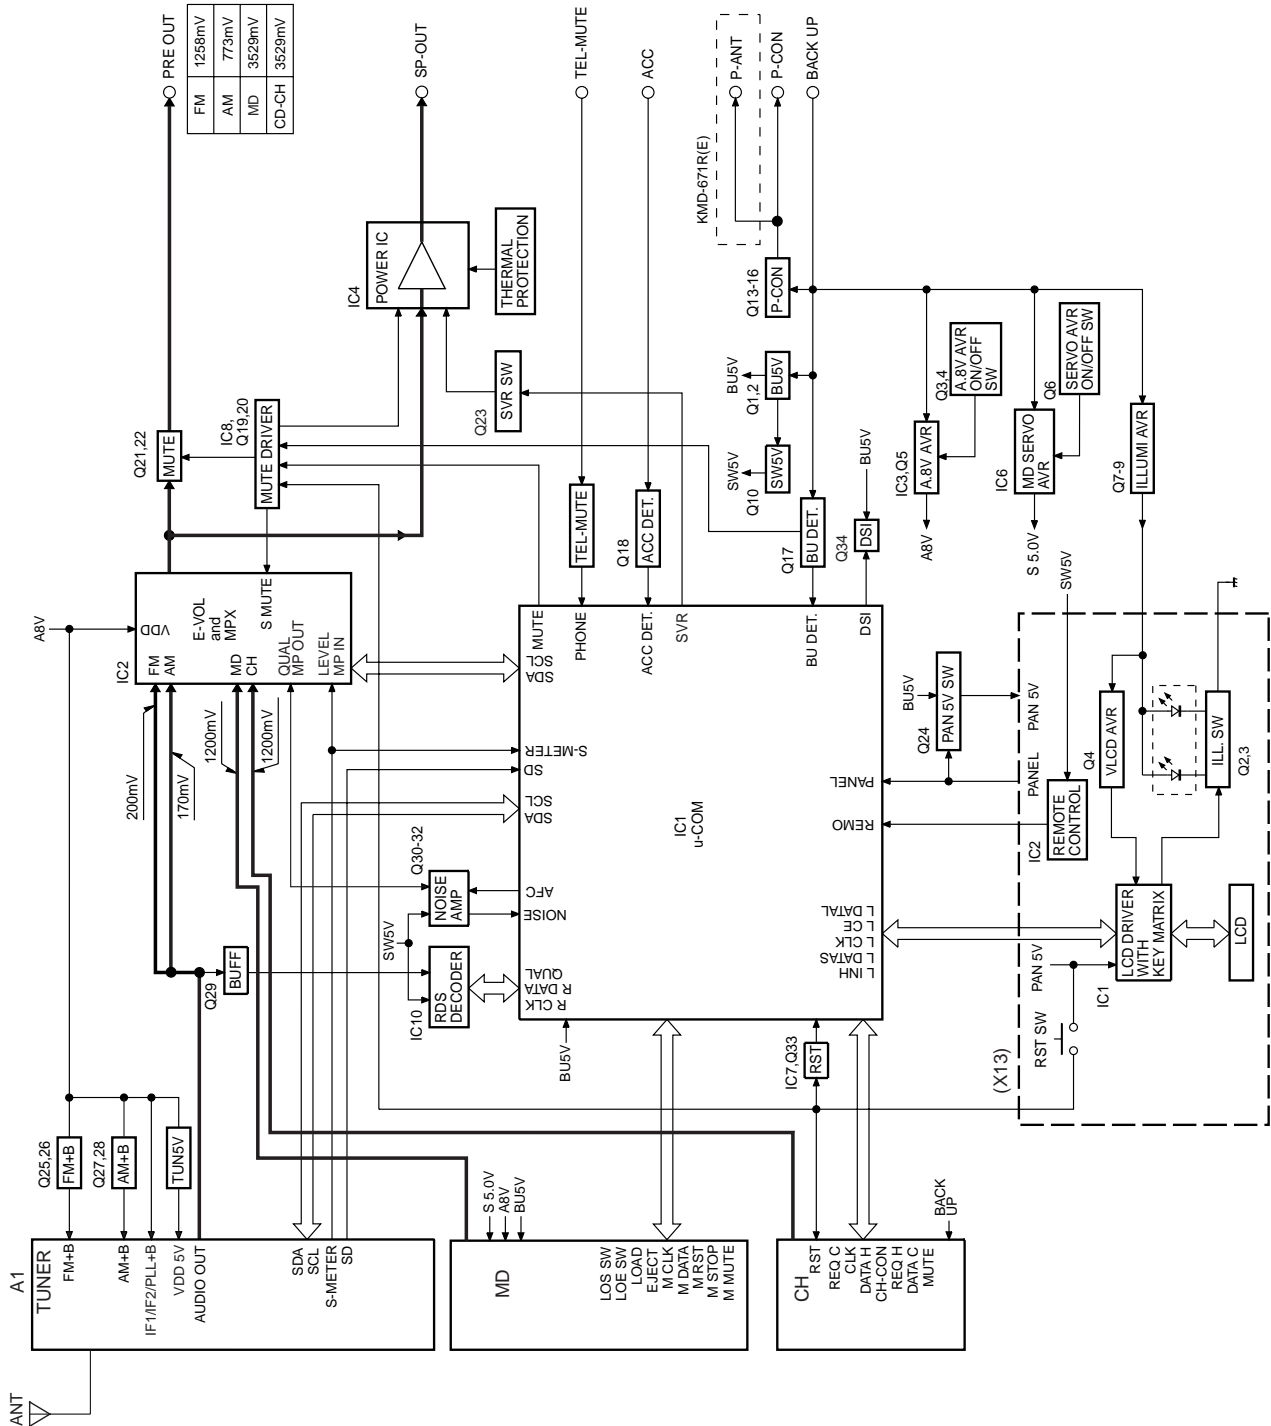 ANT
A1
TUNER
FM+B
AM+B
IF1/IF2/PLL+B
VDD 5V
AUDIO OUT
SDA
SCL
S-METER
SD
Q25,26
FM+B
Q27,28
AM+B
TUN5V
A8V
200mV
170mV
1200mV
1200mV
IC2
VDD
FM
AM
E-VOL
and
MPX
MD
CH
S MUTE
QUAL
MP OUT
LEVEL
MP IN
Q21,22
MUTE
IC8,
Q19,20
MUTE DRIVER
PRE OUT
FM 1258mV
AM 773mV
MD 3529mV
CD-CH 3529mV
IC4
POWER IC
SP-OUT
THERMAL
PROTECTION
Q23
SVR SW
TEL-MUTE
TEL-MUTE
ACC
Q18
ACC DET.
KMD-671R(E)
P-ANT
P-CON
BACK UP
Q13-16
P-CON
BU5V
Q1,2
BU5V
SW5V
Q10
SW5V
Q17
BU DET.
BU5V
Q34
DSI
Q3,4
A.8V AVR
ON/OFF
SW
IC3,Q5
A.8V AVR
A8V
Q6
SERVO AVR
ON/OFF SW
IC6
MD SERVO
AVR
S 5.0V
Q7-9
ILLUMI AVR
Q29
BUFF
SW5V
Q30-32
NOISE
AMP
IC10
RDS
DECODER
IC1
u-COM
SDA
SCL
MUTE
PHONE
ACC DET.
SVR
BU DET.
DSI
S-METER
SD
SDA
SCL
AFC
NOISE
QUAL
R DATA
R CLK
PANEL
REMO
L DATAL
L CE
L CLK
L DATAS
L INH
BU5V
IC7,Q33
RST
BU5V
Q24
PAN 5V SW
PAN 5V
PANEL
SW5V
(X13)
RST SW
PAN 5V
IC2
REMOTE
CONTROL
Q4
VLCD AVR
ILL. SW
Q2,3
IC1
LCD DRIVER
WITH
KEY MATRIX
LCD
MD
S 5.0V
A8V
BU5V
LOS SW
LOE SW
LOAD
EJECT
M CLK
M DATA
M RST
M STOP
M MUTE
CH
RST
REQ C
CLK
DATA H
CH-CON
REQ H
DATA C
MUTE
BACK
UP